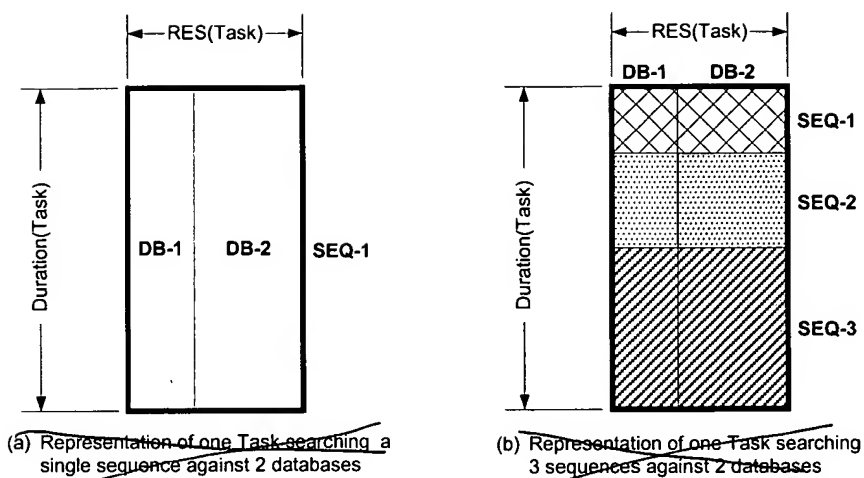 RES(Task)
Duration(Task)
DB-1 DB-2
SEQ-1
(a) Representation of one Task searching a
single sequence against 2 databases
RES(Task)
DB-1 DB-2
Duration(Task)
SEQ-1
SEQ-2
SEQ-3
(b) Representation of one Task searching
3 sequences against 2 databases